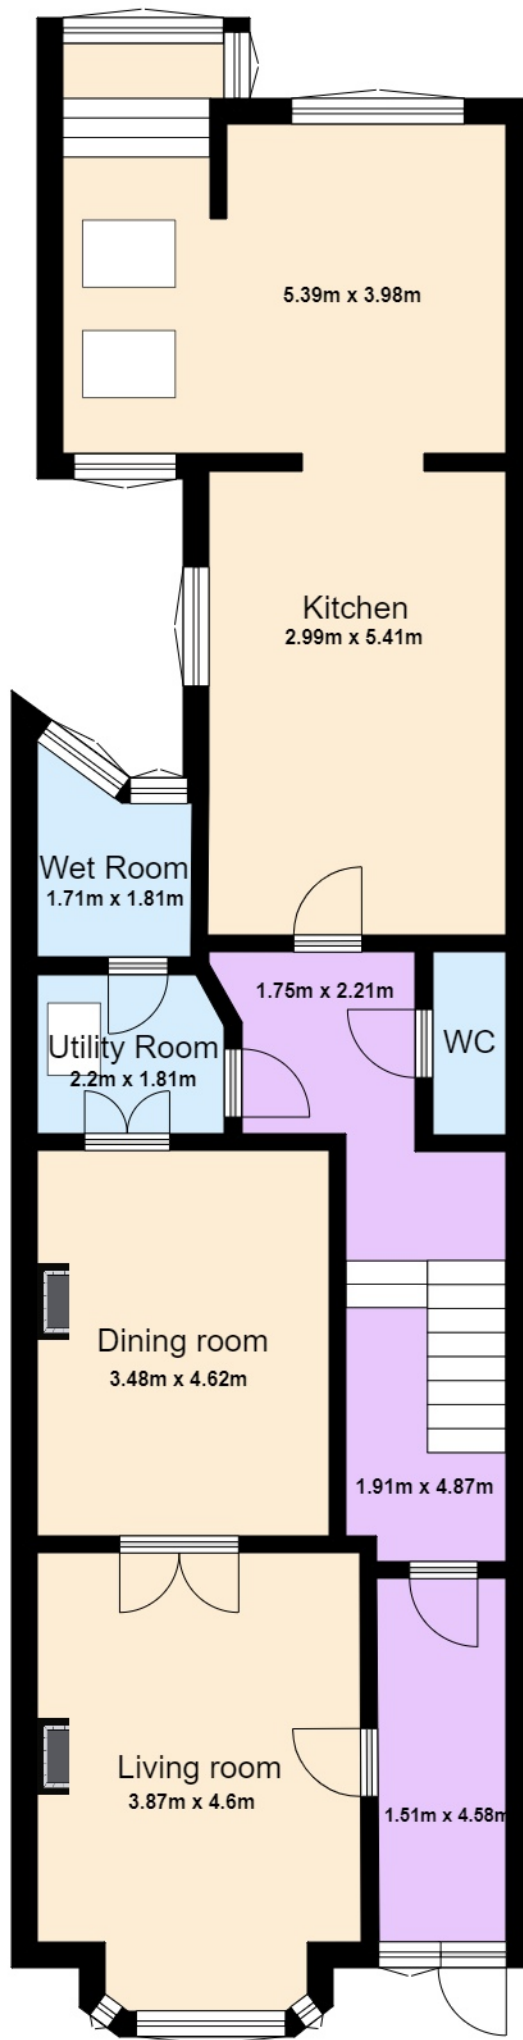 5.39m x 3.98m
Kitchen
2.99m x 5.41m
Wet Room
1.71m x 1.81m
1.75m x 2.21m
WC
Utility Room
2.2m x 1.81m
Dining room
3.48m x 4.62m
1.91m x 4.87m
Living room
3.87m x 4.6m
1.51m x 4.58m